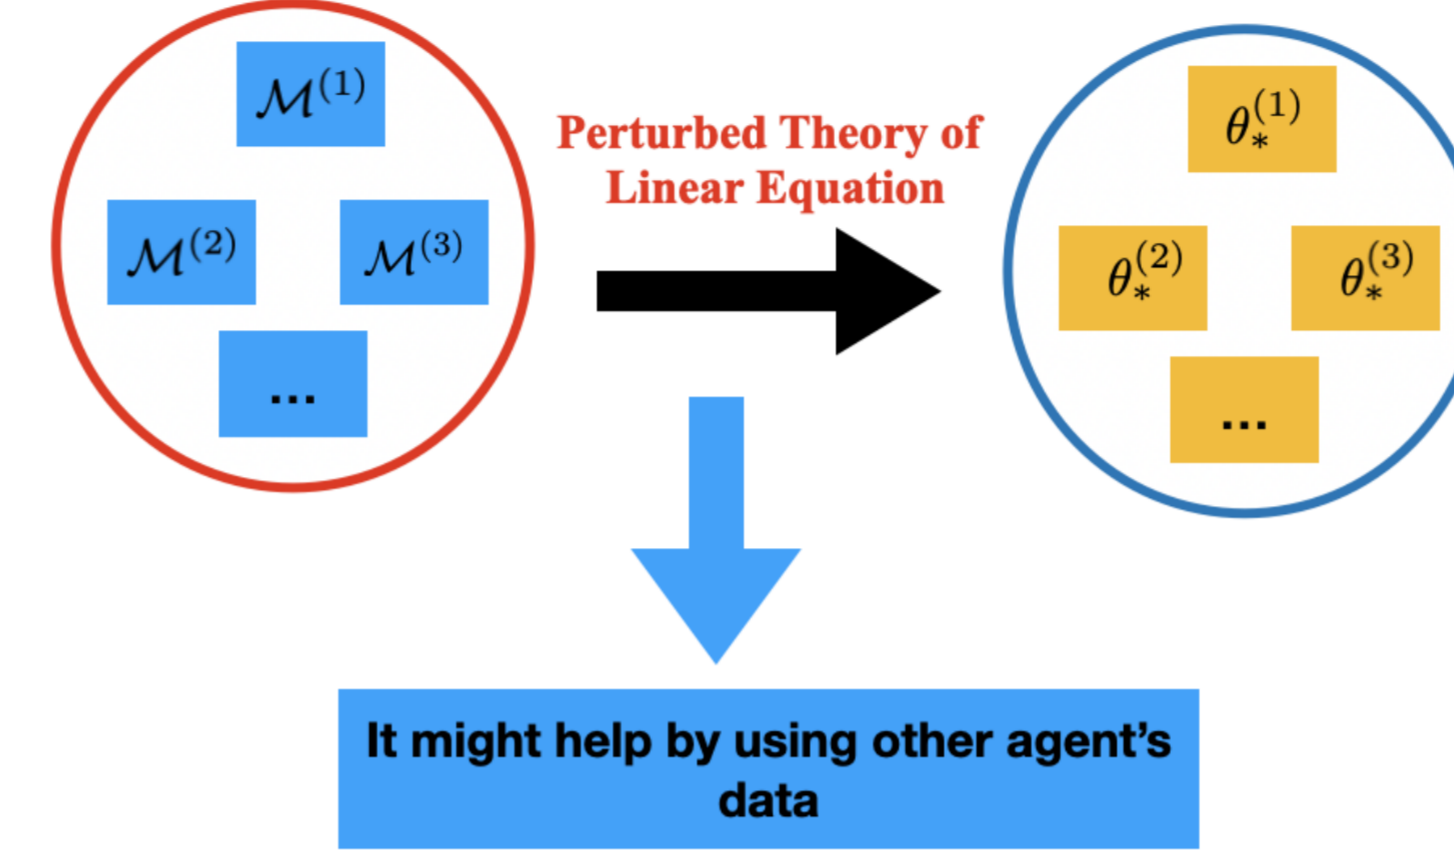 ℳ⁽¹⁾
ℳ⁽²⁾ ℳ⁽³⁾
...
Perturbed Theory of
Linear Equation
θ₌*⁽¹⁾
θ₌*⁽²⁾ θ₌*⁽³⁾
...
It might help by using other agent’s
data